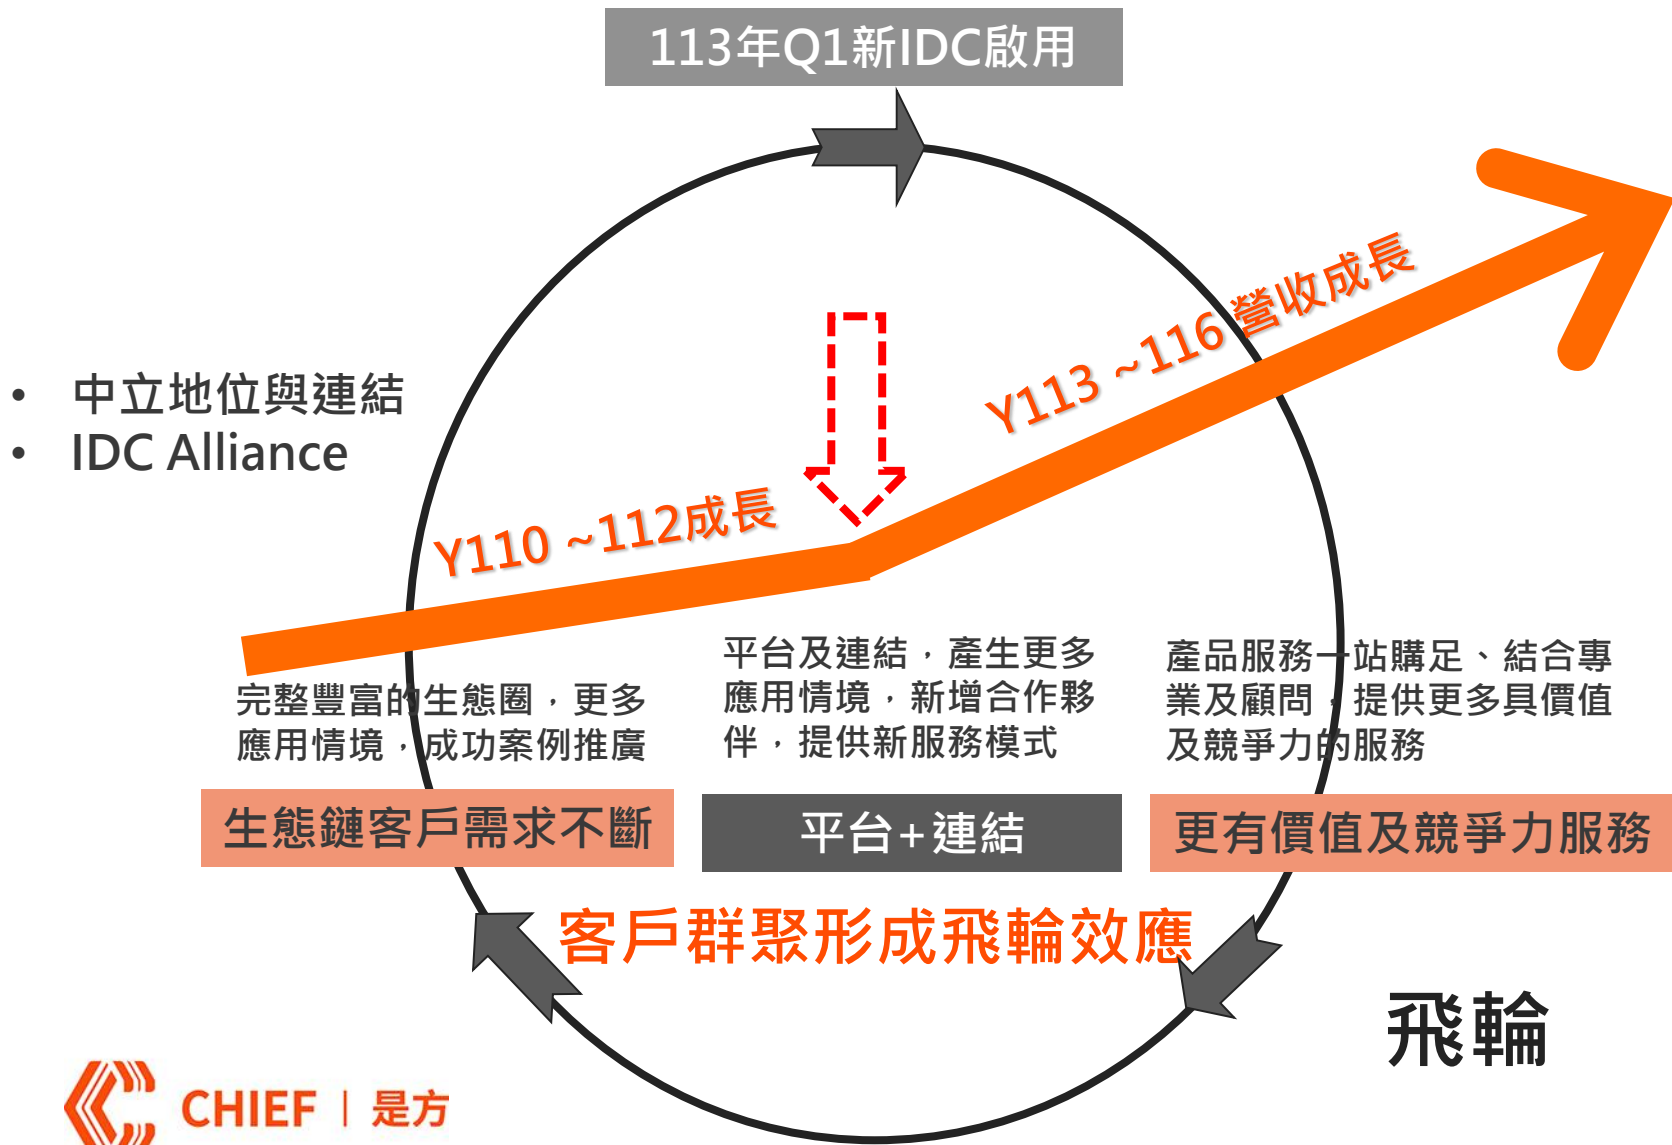 113年Q1新IDC啟用
Y113 ~116 營收成長
• 中立地位與連結
• IDC Alliance
Y110 ~112成長
完整豐富的生態圈，更多
應用情境，成功案例推廣
平台及連結，產生更多
應用情境，新增合作夥
伴，提供新服務模式
產品服務一站購足、結合專
業及顧問，提供更多具價值
及競爭力的服務
生態鏈客戶需求不斷
平台+連結
更有價值及競爭力服務
客戶群聚形成飛輪效應
飛輪
CHIEF | 是方